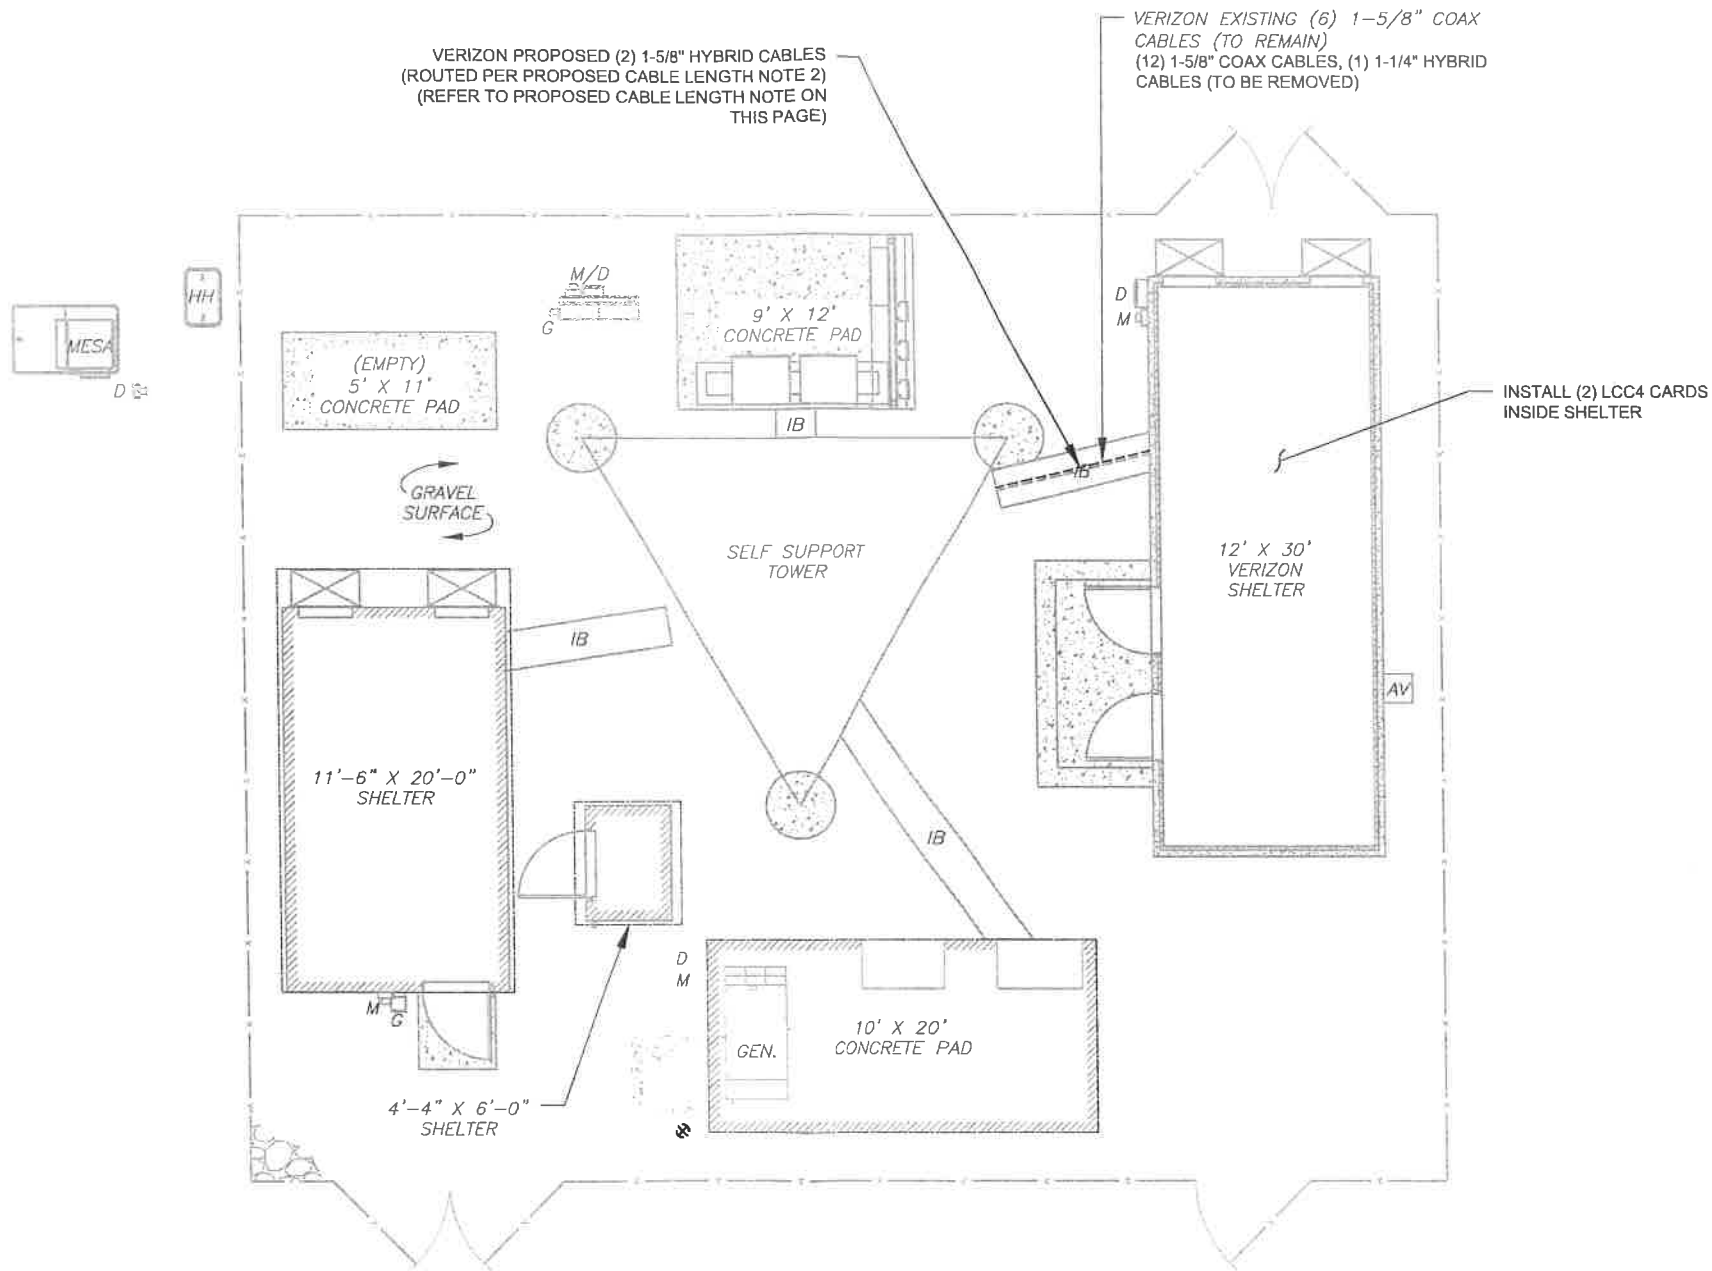 VERIZON EXISTING (6) 1-5/8" COAX
CABLES (TO REMAIN)
(12) 1-5/8" COAX CABLES, (1) 1-1/4" HYBRID
CABLES (TO BE REMOVED)
VERIZON PROPOSED (2) 1-5/8" HYBRID CABLES
(ROUTED PER PROPOSED CABLE LENGTH NOTE 2)
(REFER TO PROPOSED CABLE LENGTH NOTE ON
THIS PAGE)
HH
MESA
D
M/D
G
(EMPTY)
5' X 11'
CONCRETE PAD
9' X 12'
CONCRETE PAD
IB
D
M
INSTALL (2) LCC4 CARDS
INSIDE SHELTER
IB
GRAVEL
SURFACE
SELF SUPPORT
TOWER
12' X 30'
VERIZON
SHELTER
IB
AV
11'-6" X 20'-0"
SHELTER
IB
D
M
M
G
GEN.
10' X 20'
CONCRETE PAD
4'-4" X 6'-0"
SHELTER